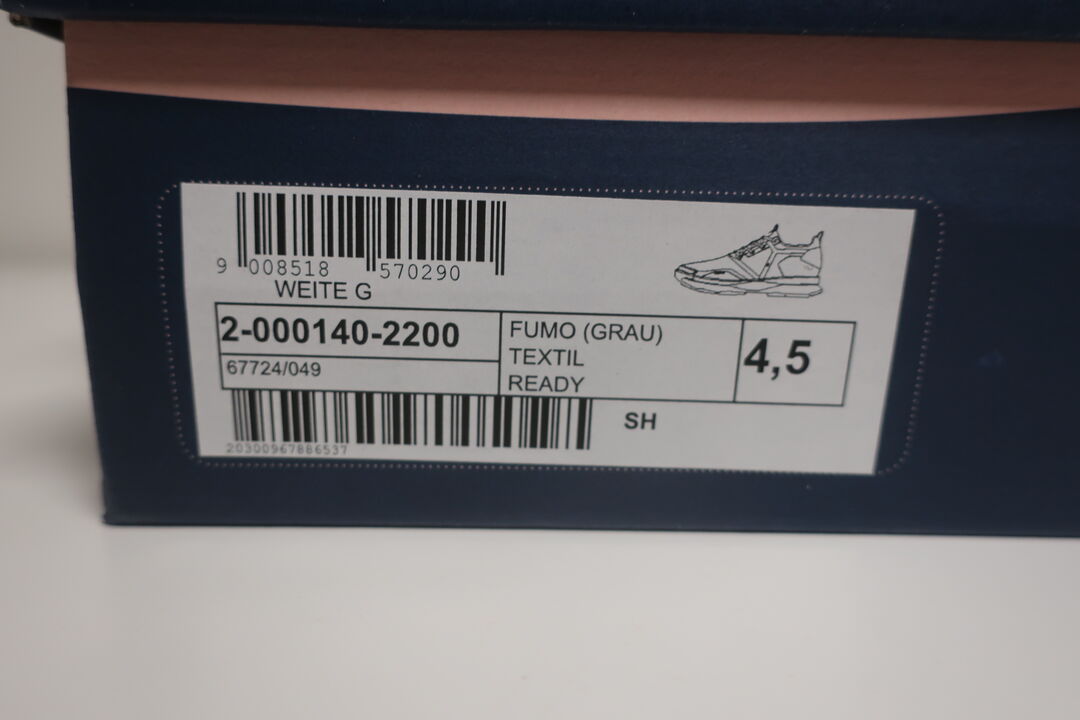 9 008518 570290
WEITE G
2-000140-2200
67724/049
FUMO (GRAU)
TEXTIL
READY
4,5
SH
20300967886537